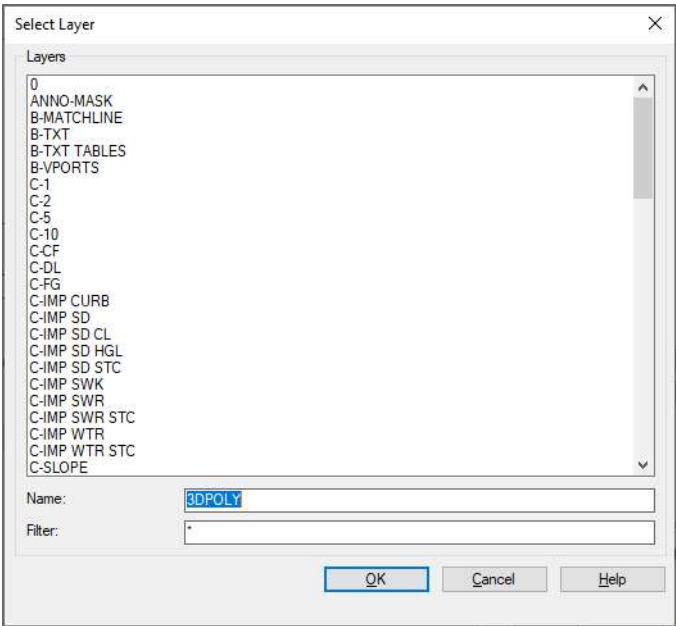 Select Layer
Layers
0
ANNO-MASK
B-MATCHLINE
B-TXT
B-TXT TABLES
B-VPORTS
C-1
C-2
C-5
C-10
C-CF
C-DL
C-FG
C-IMP CURB
C-IMP SD
C-IMP SD CL
C-IMP SD HGL
C-IMP SD STC
C-IMP SWK
C-IMP SWR
C-IMP SWR STC
C-IMP WTR
C-IMP WTR STC
C-SLOPE
Name: 3DPOLY
Filter: *
OK Cancel Help